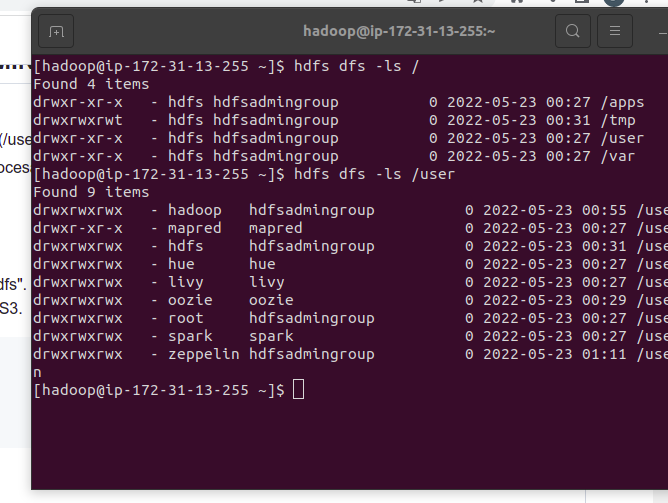 hadoop@ip-172-31-13-255:~
[hadoop@ip-172-31-13-255 ~]$ hdfs dfs -ls /
Found 4 items
drwxr-xr-x   - hdfs hdfsadmingroup          0 2022-05-23 00:27 /apps
drwxrwxrwt   - hdfs hdfsadmingroup          0 2022-05-23 00:31 /tmp
drwxr-xr-x   - hdfs hdfsadmingroup          0 2022-05-23 00:27 /user
drwxr-xr-x   - hdfs hdfsadmingroup          0 2022-05-23 00:27 /var
[hadoop@ip-172-31-13-255 ~]$ hdfs dfs -ls /user
Found 9 items
drwxrwxrwx   - hadoop   hdfsadmingroup          0 2022-05-23 00:55 /use
drwxr-xr-x   - mapred   mapred                  0 2022-05-23 00:27 /use
drwxrwxrwx   - hdfs     hdfsadmingroup          0 2022-05-23 00:31 /use
drwxrwxrwx   - hue      hue                     0 2022-05-23 00:27 /use
drwxrwxrwx   - livy     livy                    0 2022-05-23 00:27 /use
drwxrwxrwx   - oozie    oozie                   0 2022-05-23 00:29 /use
drwxrwxrwx   - root     hdfsadmingroup          0 2022-05-23 00:27 /use
drwxrwxrwx   - spark    spark                   0 2022-05-23 00:27 /use
drwxrwxrwx   - zeppelin hdfsadmingroup          0 2022-05-23 01:11 /use
n
[hadoop@ip-172-31-13-255 ~]$
(/use
oces
dfs".
S3.